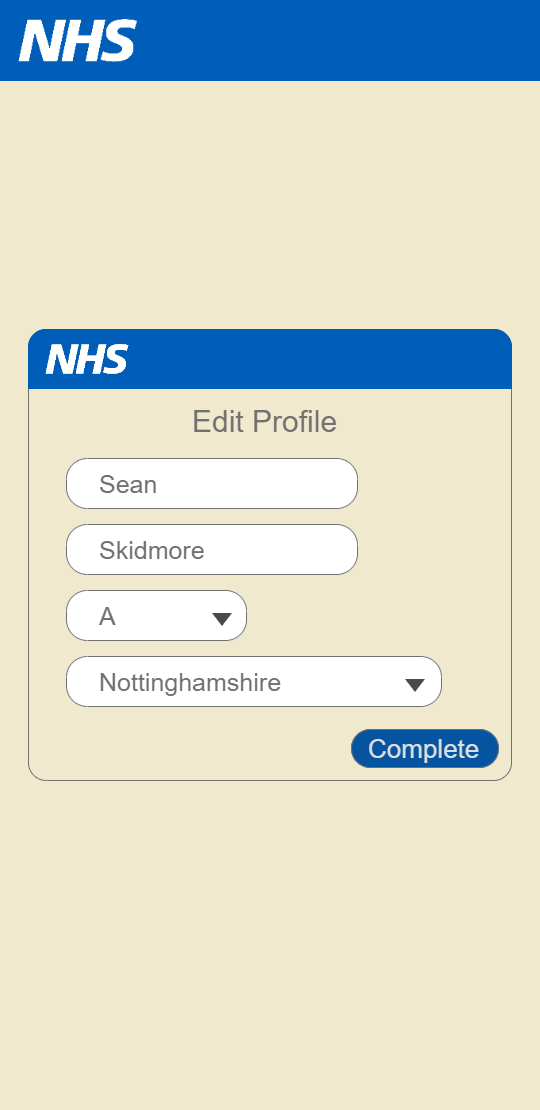 NHS
NHS
Edit Profile
Sean
Skidmore
A
Nottinghamshire
Complete